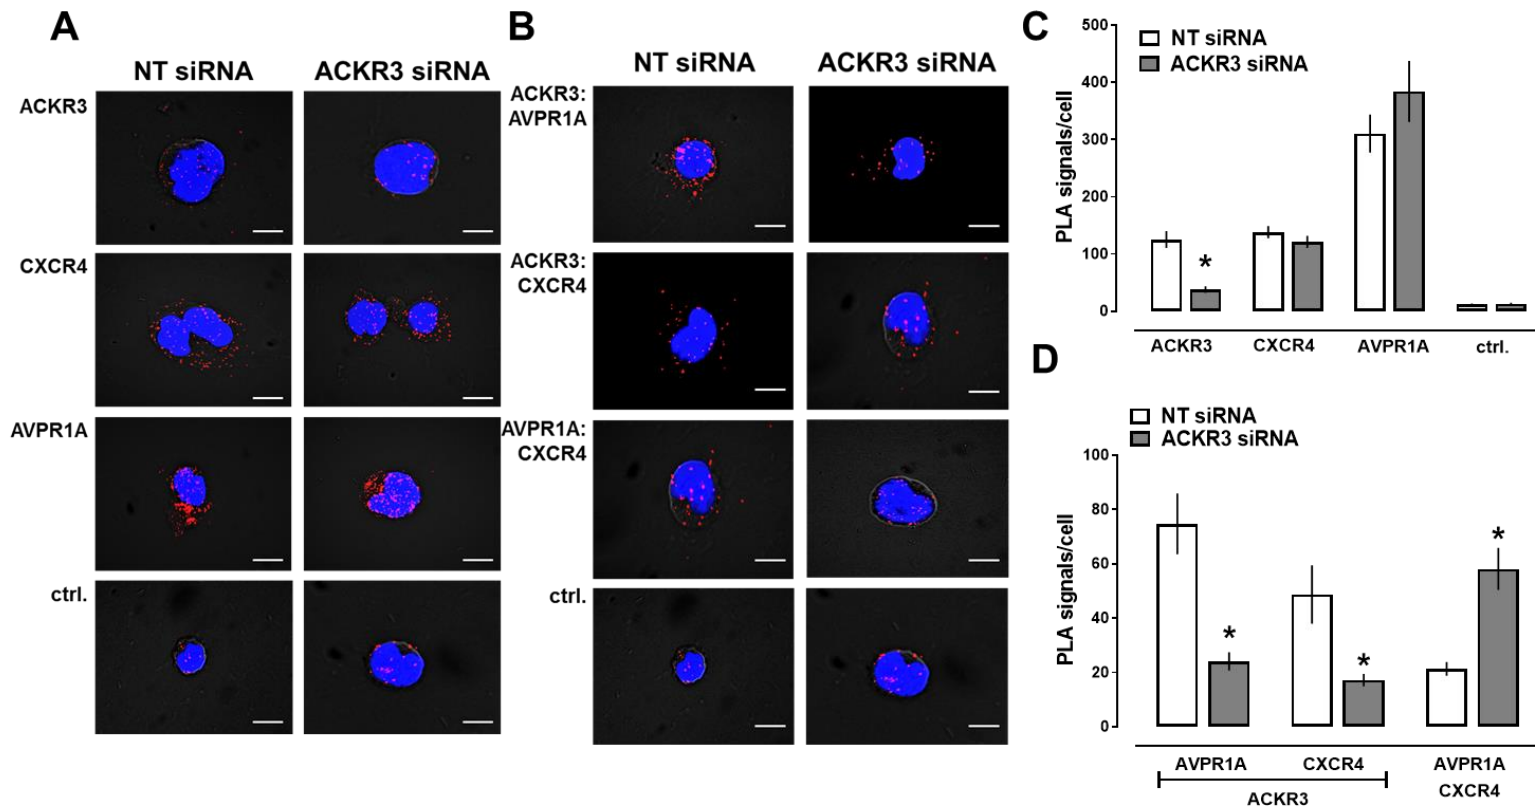 A
NT siRNA
ACKR3 siRNA
ACKR3
CXCR4
AVPR1A
ctrl.
B
NT siRNA
ACKR3 siRNA
ACKR3:
AVPR1A
ACKR3:
CXCR4
AVPR1A:
CXCR4
ctrl.
C
NT siRNA
ACKR3 siRNA
PLA signals/cell
500
400
300
200
100
0
*
ACKR3
CXCR4
AVPR1A
ctrl.
D
NT siRNA
ACKR3 siRNA
PLA signals/cell
100
80
60
40
20
0
*
*
*
AVPR1A
CXCR4
AVPR1A
CXCR4
ACKR3